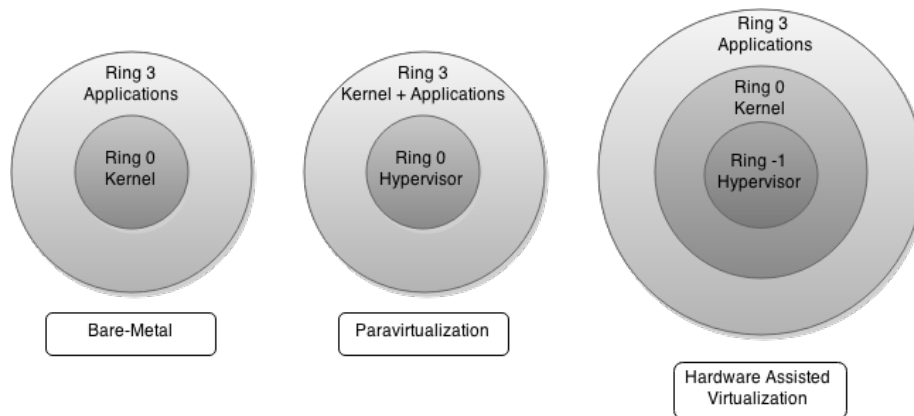 Ring 3
Applications
Ring 0
Kernel
Bare-Metal
Ring 3
Kernel + Applications
Ring 0
Hypervisor
Paravirtualization
Ring 3
Applications
Ring 0
Kernel
Ring -1
Hypervisor
Hardware Assisted
Virtualization